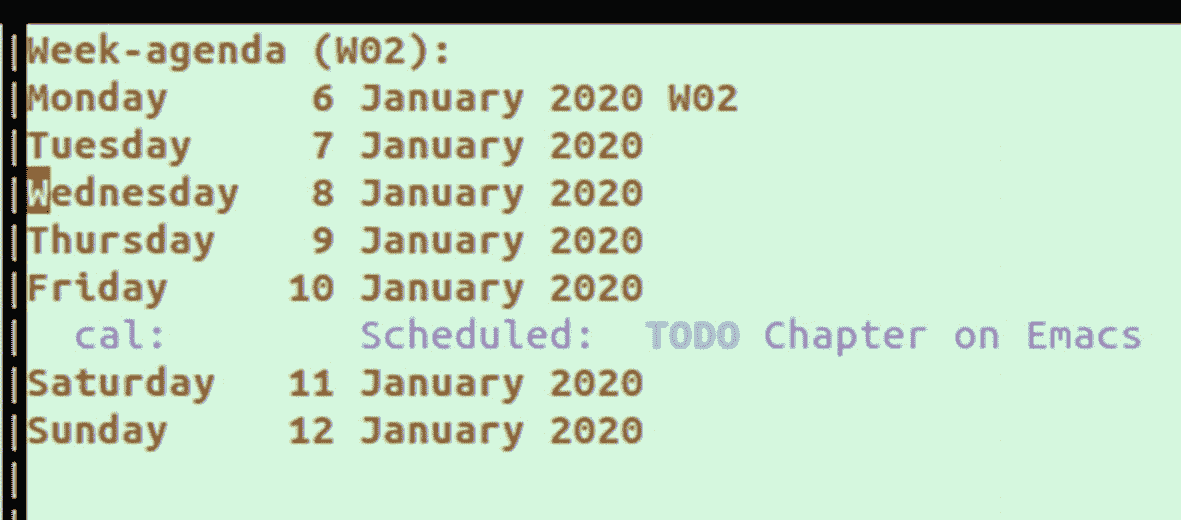 Week-agenda (W02):
Monday 6 January 2020 W02
Tuesday 7 January 2020
Wednesday 8 January 2020
Thursday 9 January 2020
Friday 10 January 2020
cal: Scheduled: TODO Chapter on Emacs
Saturday 11 January 2020
Sunday 12 January 2020